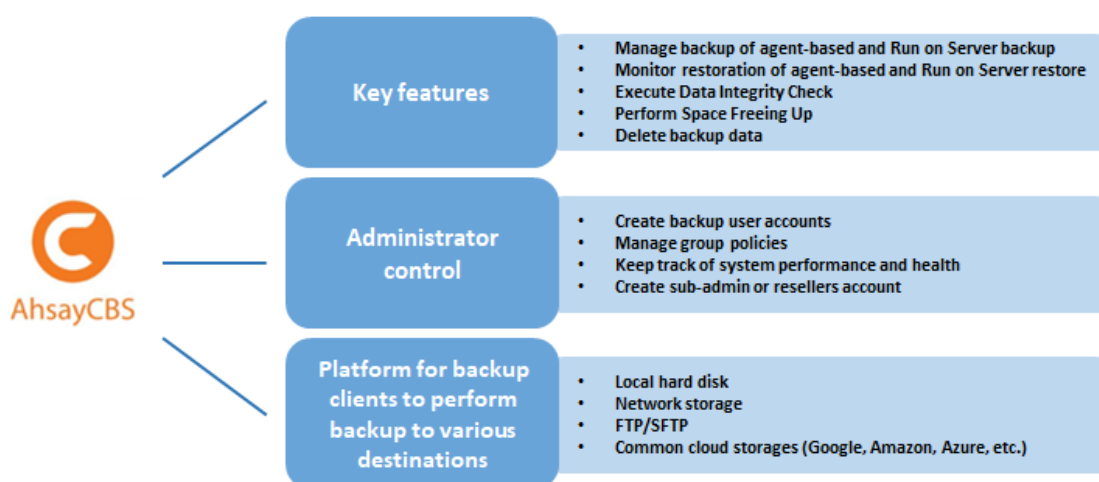 AhsayCBS
Key features
• Manage backup of agent-based and Run on Server backup
• Monitor restoration of agent-based and Run on Server restore
• Execute Data Integrity Check
• Perform Space Freeing Up
• Delete backup data
Administrator
control
• Create backup user accounts
• Manage group policies
• Keep track of system performance and health
• Create sub-admin or resellers account
Platform for backup
clients to perform
backup to various
destinations
• Local hard disk
• Network storage
• FTP/SFTP
• Common cloud storages (Google, Amazon, Azure, etc.)